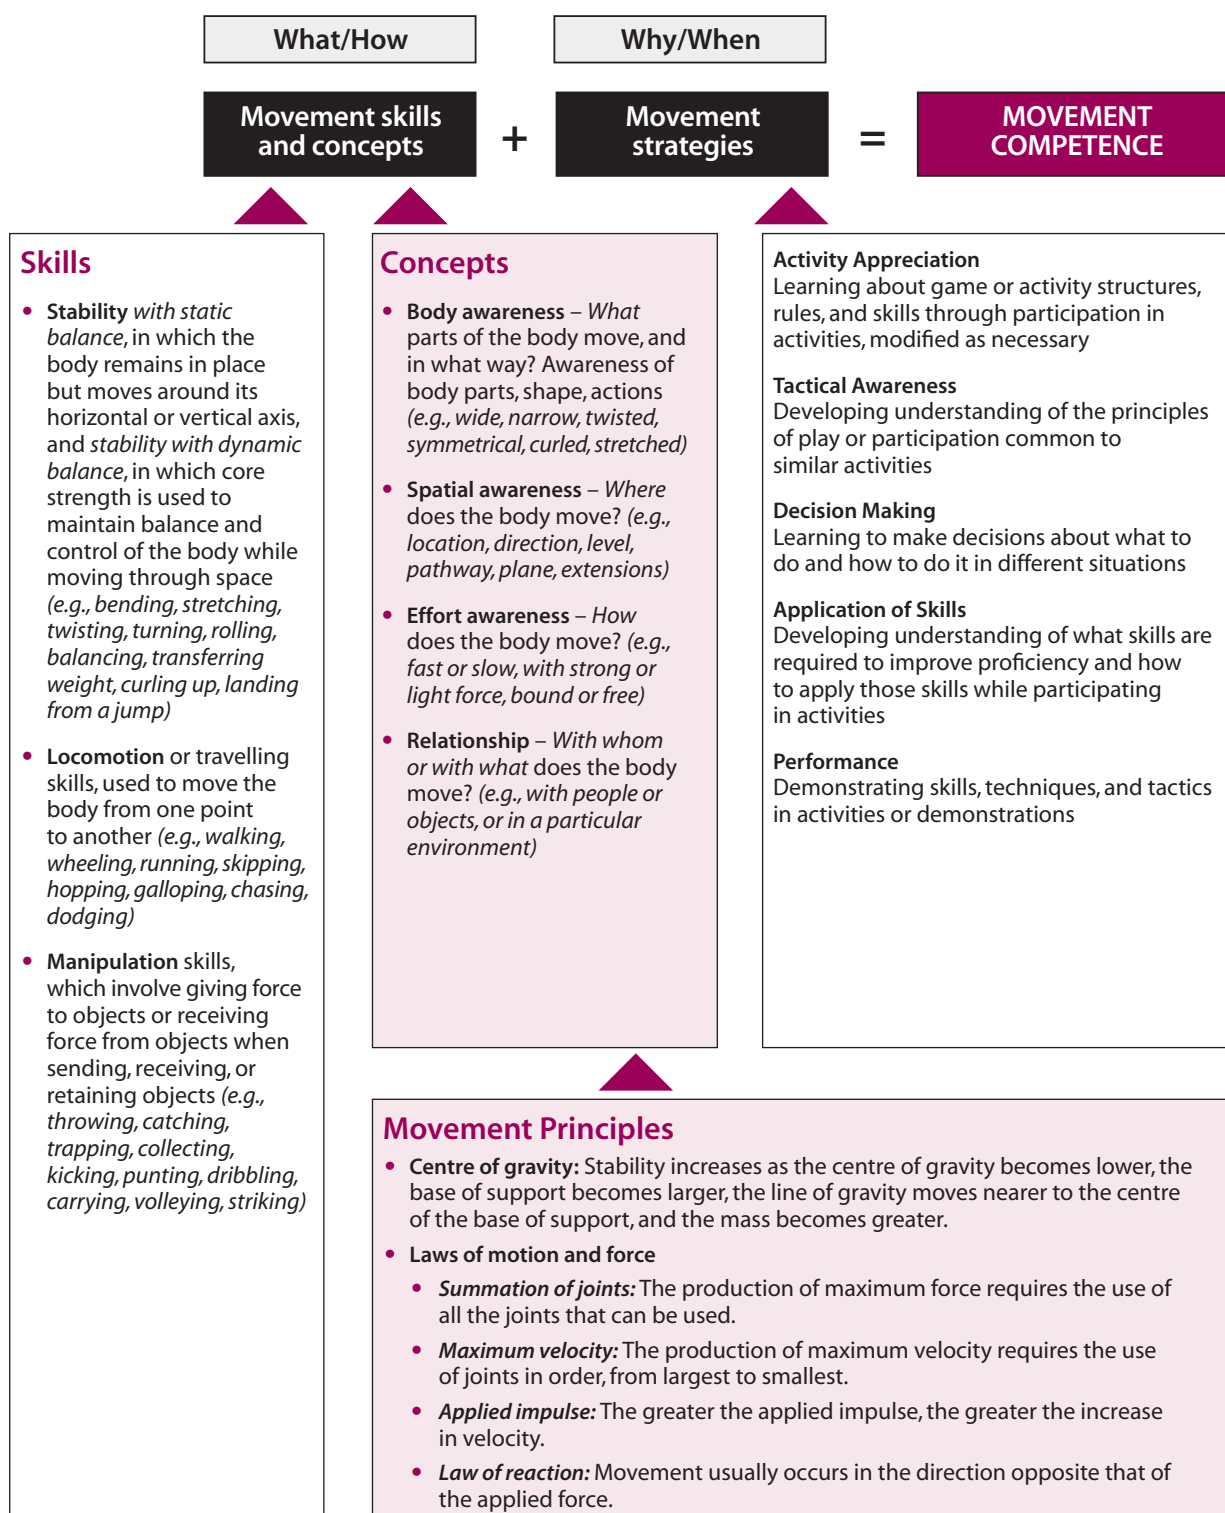 What/How
Why/When
Movement skills
and concepts
+
Movement
strategies
=
MOVEMENT
COMPETENCE
Skills
• Stability with static
balance, in which the
body remains in place
but moves around its
horizontal or vertical axis,
and stability with dynamic
balance, in which core
strength is used to
maintain balance and
control of the body while
moving through space
(e.g., bending, stretching,
twisting, turning, rolling,
balancing, transferring
weight, curling up, landing
from a jump)
• Locomotion or travelling
skills, used to move the
body from one point
to another (e.g., walking,
wheeling, running, skipping,
hopping, galloping, chasing,
dodging)
• Manipulation skills,
which involve giving force
to objects or receiving
force from objects when
sending, receiving, or
retaining objects (e.g.,
throwing, catching,
trapping, collecting,
kicking, punting, dribbling,
carrying, volleying, striking)
Concepts
• Body awareness – What
parts of the body move, and
in what way? Awareness of
body parts, shape, actions
(e.g., wide, narrow, twisted,
symmetrical, curled, stretched)
• Spatial awareness – Where
does the body move? (e.g.,
location, direction, level,
pathway, plane, extensions)
• Effort awareness – How
does the body move? (e.g.,
fast or slow, with strong or
light force, bound or free)
• Relationship – With whom
or with what does the body
move? (e.g., with people or
objects, or in a particular
environment)
Activity Appreciation
Learning about game or activity structures,
rules, and skills through participation in
activities, modified as necessary
Tactical Awareness
Developing understanding of the principles
of play or participation common to
similar activities
Decision Making
Learning to make decisions about what to
do and how to do it in different situations
Application of Skills
Developing understanding of what skills are
required to improve proficiency and how
to apply those skills while participating
in activities
Performance
Demonstrating skills, techniques, and tactics
in activities or demonstrations
Movement Principles
• Centre of gravity: Stability increases as the centre of gravity becomes lower, the
base of support becomes larger, the line of gravity moves nearer to the centre
of the base of support, and the mass becomes greater.
• Laws of motion and force
• Summation of joints: The production of maximum force requires the use of
all the joints that can be used.
• Maximum velocity: The production of maximum velocity requires the use
of joints in order, from largest to smallest.
• Applied impulse: The greater the applied impulse, the greater the increase
in velocity.
• Law of reaction: Movement usually occurs in the direction opposite that of
the applied force.